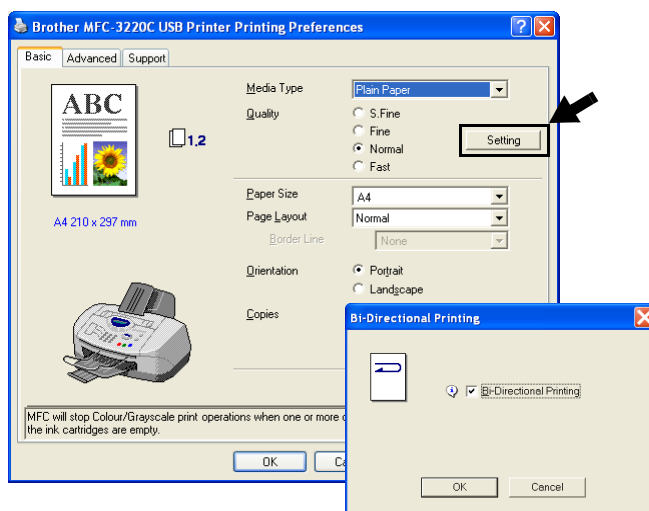 Brother MFC-3220C USB Printer Printing Preferences
Basic Advanced Support
ABC
1.2
A4 210 x 297 mm
Media Type Plain Paper
Quality S.Fine
Fine
Normal
Fast
Setting
Paper Size A4
Page Layout Normal
Border Line None
Orientation Portrait
Landscape
Copies
MFC will stop Colour/Grayscale print operations when one or more
the ink cartridges are empty.
OK
Bi-Directional Printing
Bi-Directional Printing
OK Cancel